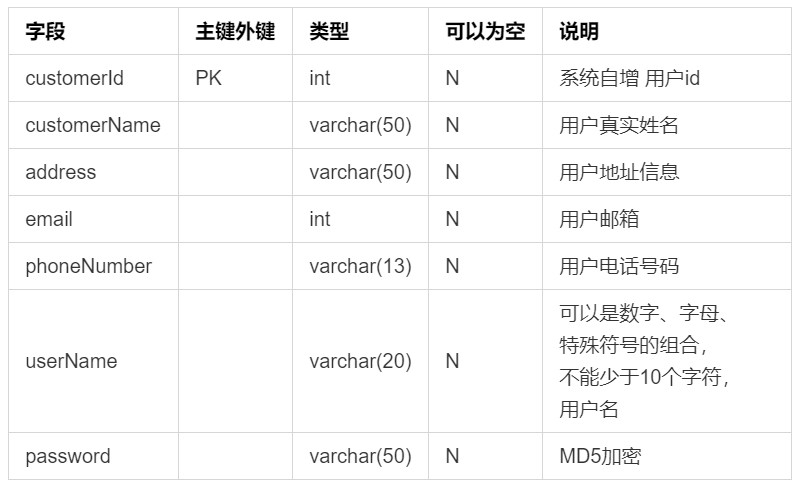 字段 主键外键 类型 可以为空 说明
customerId PK int N 系统自增 用户id
customerName varchar(50) N 用户真实姓名
address varchar(50) N 用户地址信息
email int N 用户邮箱
phoneNumber varchar(13) N 用户电话号码
userName varchar(20) N 可以是数字、字母、
特殊符号的组合，
不能少于10个字符，
用户名
password varchar(50) N MD5加密